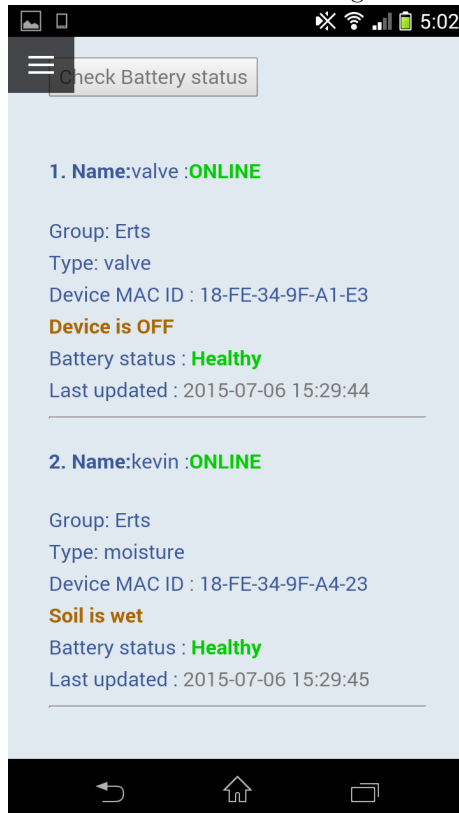 5:02
Check Battery status
1. Name:valve :ONLINE
Group: Erts
Type: valve
Device MAC ID : 18-FE-34-9F-A1-E3
Device is OFF
Battery status : Healthy
Last updated : 2015-07-06 15:29:44
2. Name:kevin :ONLINE
Group: Erts
Type: moisture
Device MAC ID : 18-FE-34-9F-A4-23
Soil is wet
Battery status : Healthy
Last updated : 2015-07-06 15:29:45